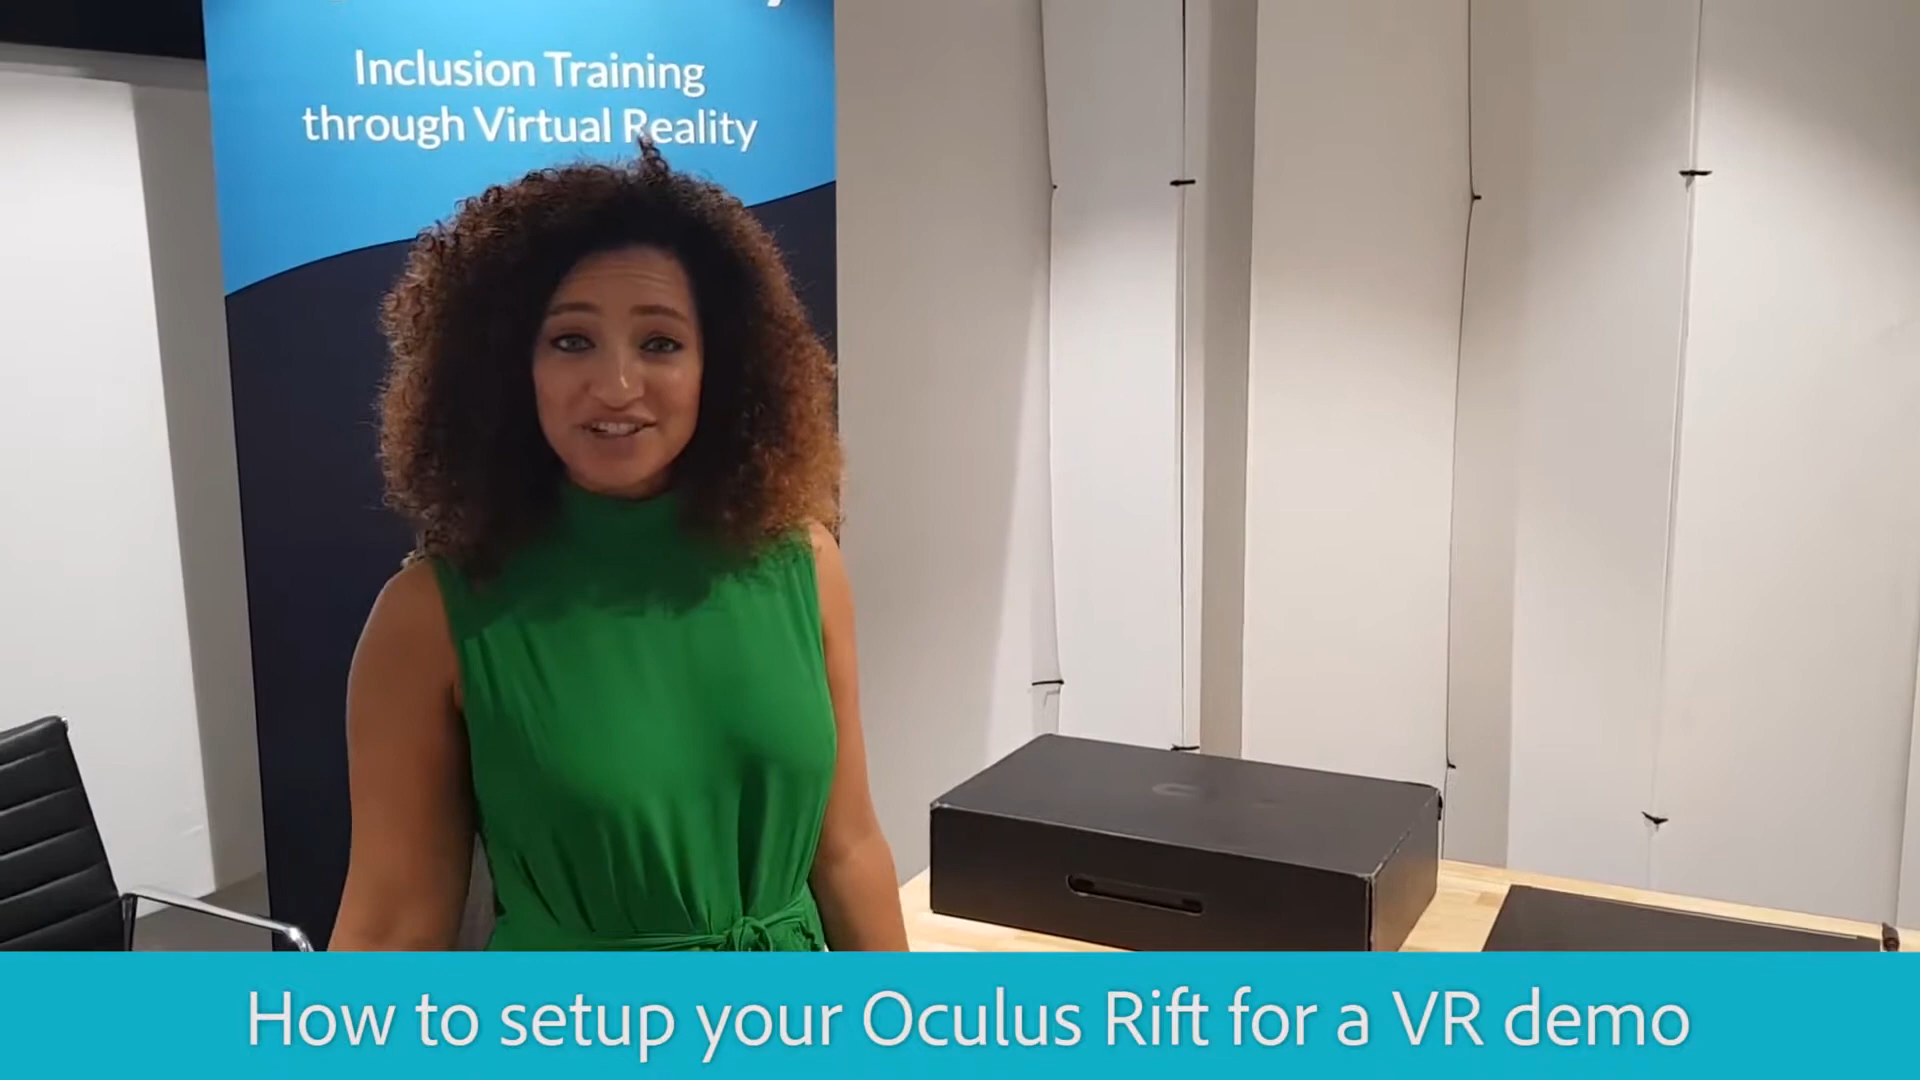 Inclusion Training
through Virtual Reality
How to setup your Oculus Rift for a VR demo